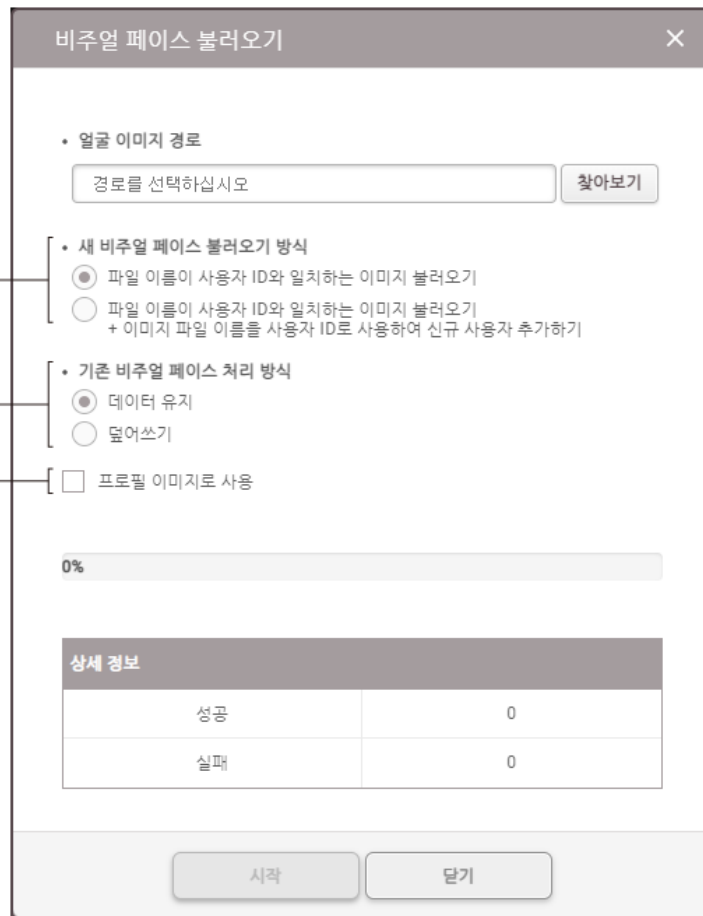 비주얼 페이스 불러오기
• 얼굴 이미지 경로
경로를 선택하십시오
찾아보기
• 새 비주얼 페이스 불러오기 방식
파일 이름이 사용자 ID와 일치하는 이미지 불러오기
파일 이름이 사용자 ID와 일치하는 이미지 불러오기
+ 이미지 파일 이름을 사용자 ID로 사용하여 신규 사용자 추가하기
• 기존 비주얼 페이스 처리 방식
데이터 유지
덮어쓰기
프로필 이미지로 사용
0%
상세 정보
성공 0
실패 0
시작 닫기